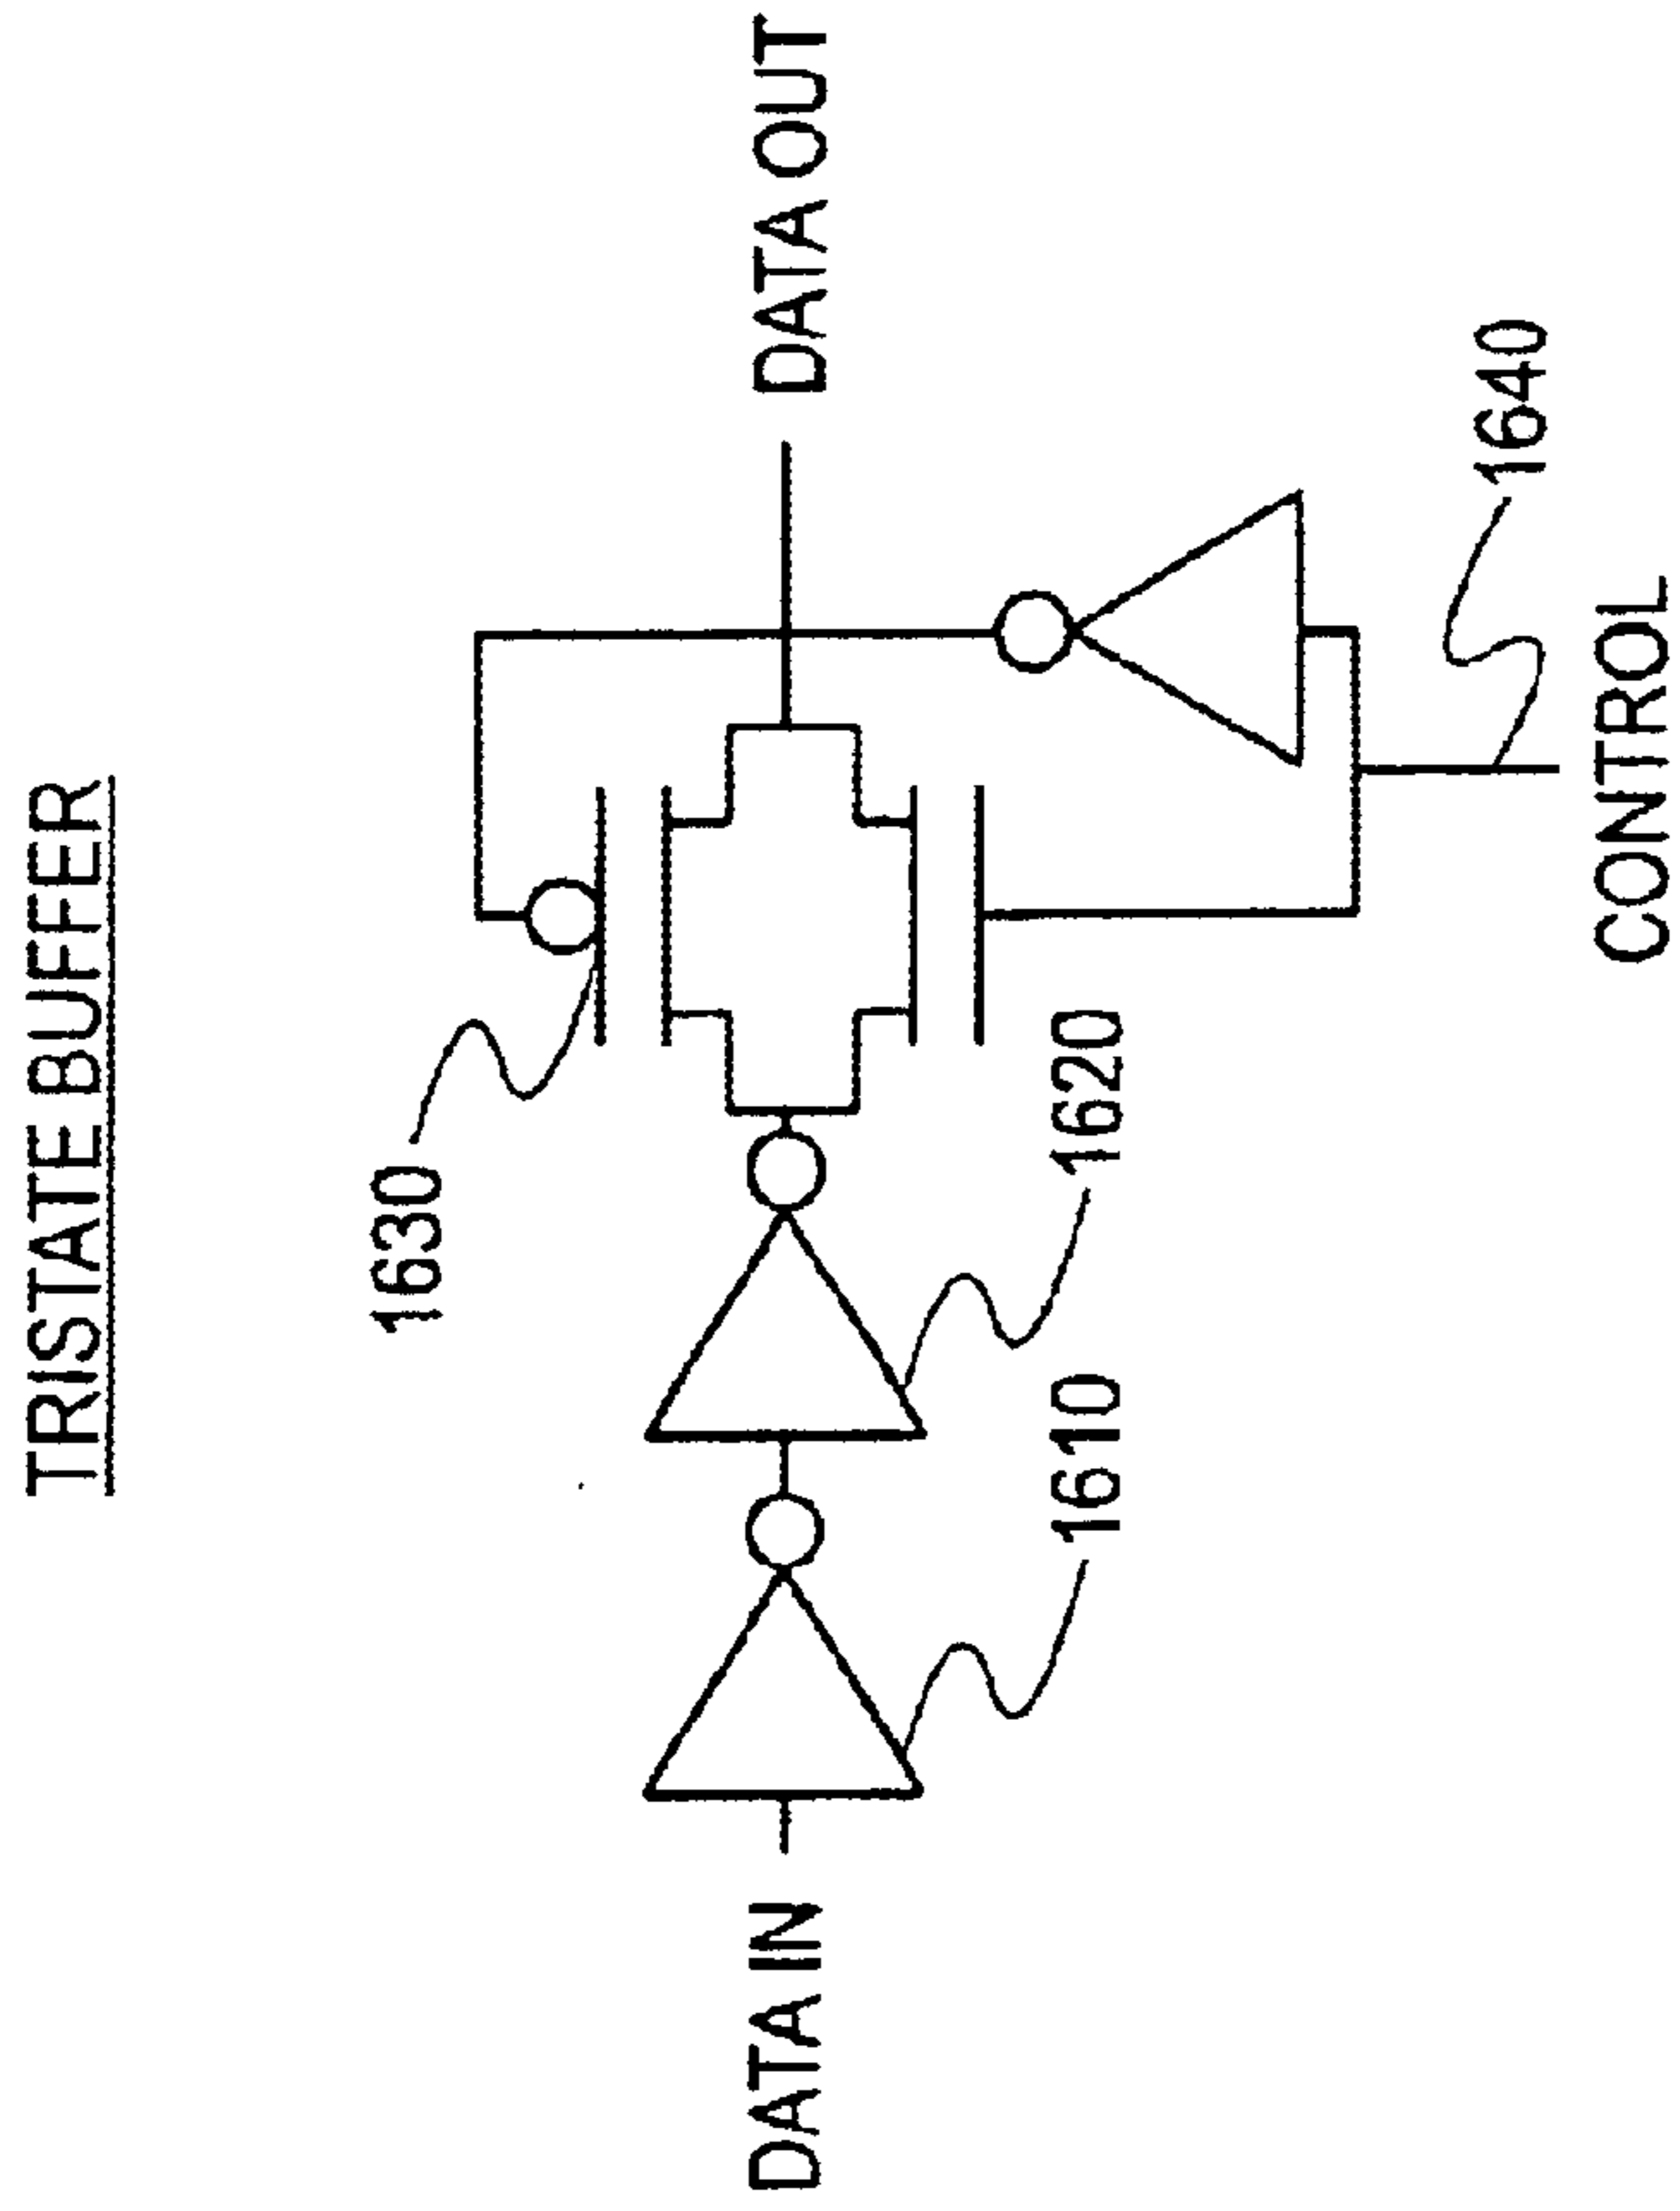 TRISTATE BUFFER
1630
DATA IN
DATA OUT
1610
1620
1640
CONTROL